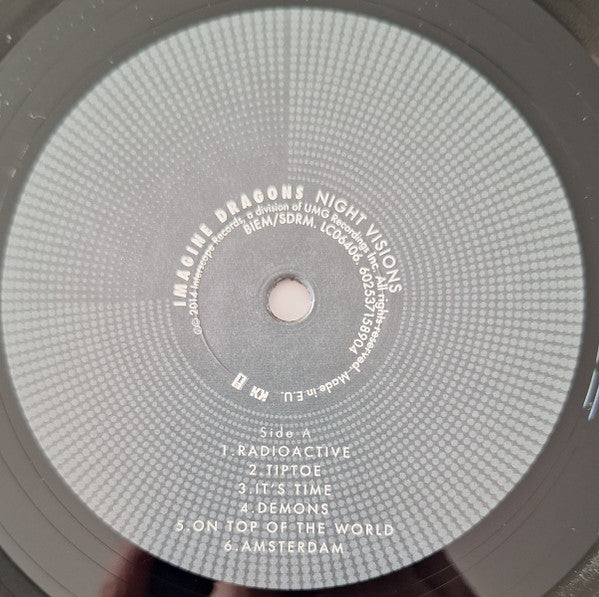 IMAGINE DRAGONS NIGHT VISIONS
℗© 2014 Interscope Records, a division of UMG Recordings Inc. All rights reserved. Made in E.U.
BIEM/SDRM. LC06406. 602537158904
Side A
1.RADIOACTIVE
2.TIPTOE
3.IT'S TIME
4.DEMONS
5.ON TOP OF THE WORLD
6.AMSTERDAM